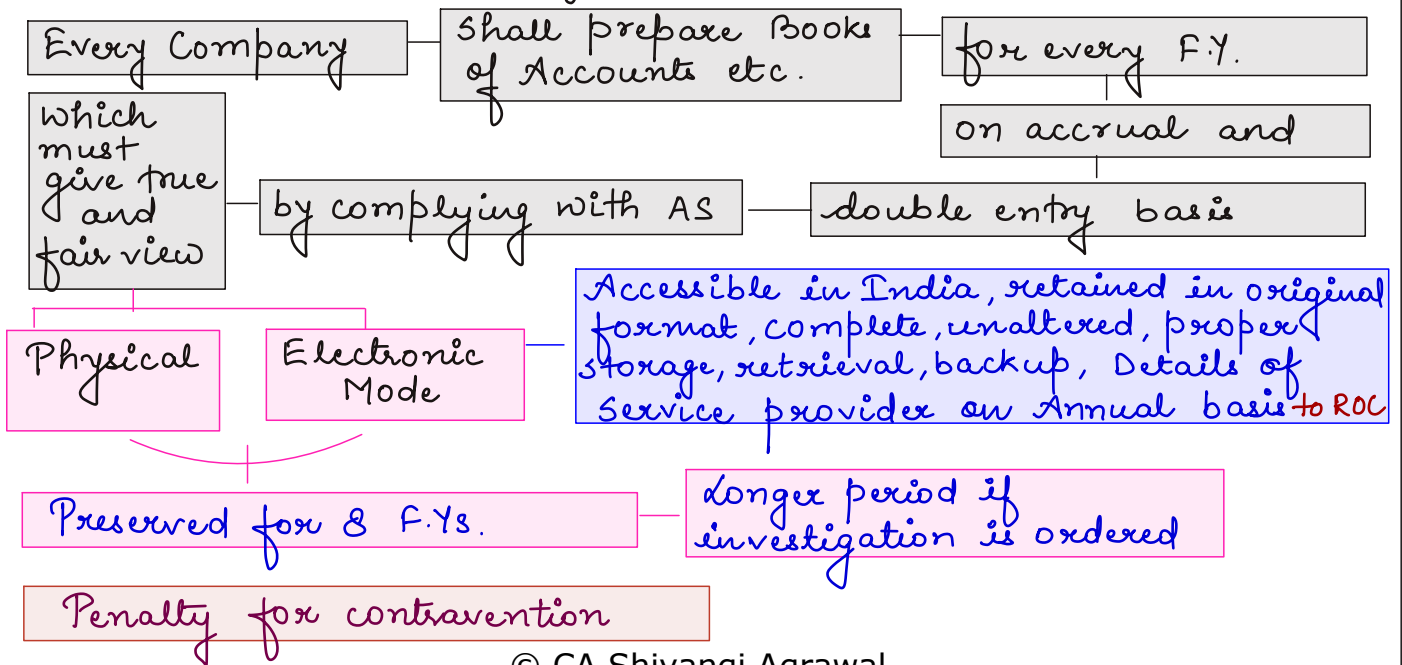 Every Company
Shall prepare Books
of Accounts etc.
for every F.Y.
on accrual and
double entry basis
by complying with AS
which
must
give true
and
fair view
Physical
Electronic
Mode
Accessible in India, retained in original
format, complete, unaltered, proper
storage, retrieval, backup, Details of
Service provider on Annual basis to ROC
Preserved for 8 F.Ys.
Longer period if
investigation is ordered
Penalty for contravention
© CA Shivangi Agrawal